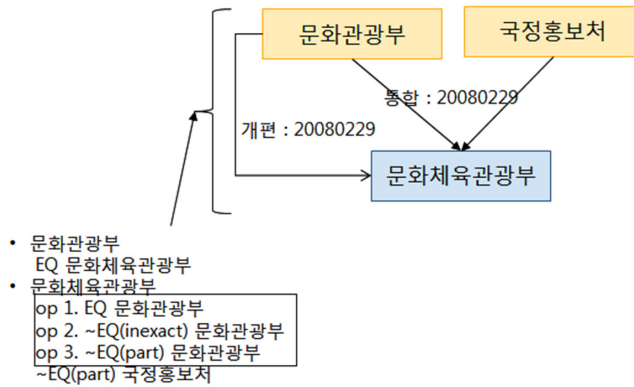 문화관광부
국정홍보처
통합 : 20080229
개편 : 20080229
문화체육관광부
• 문화관광부
EQ 문화체육관광부
• 문화체육관광부
op 1. EQ 문화관광부
op 2. ~EQ(inexact) 문화관광부
op 3. ~EQ(part) 문화관광부
~EQ(part) 국정홍보처